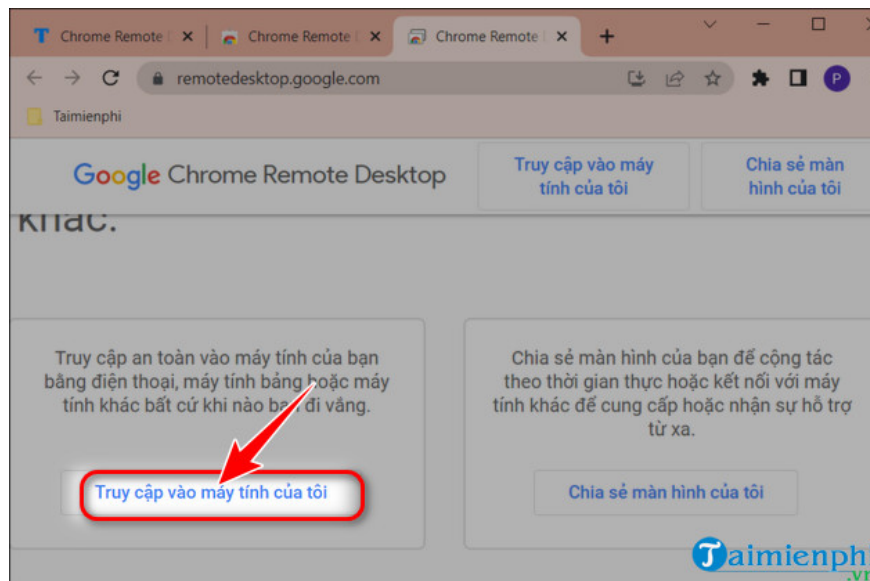 Chrome Remote
Chrome Remote
Chrome Remote
remotedesktop.google.com
P
Taimienphi
Google Chrome Remote Desktop
Truy cập vào máy
tính của tôi
Chia sẻ màn
hình của tôi
khác.
Truy cập an toàn vào máy tính của bạn
bằng điện thoại, máy tính bảng hoặc máy
tính khác bất cứ khi nào bạn đi vắng.
Truy cập vào máy tính của tôi
Chia sẻ màn hình của bạn để cộng tác
theo thời gian thực hoặc kết nối với máy
tính khác để cung cấp hoặc nhận sự hỗ trợ
từ xa.
Chia sẻ màn hình của tôi
Taimienph
.vn